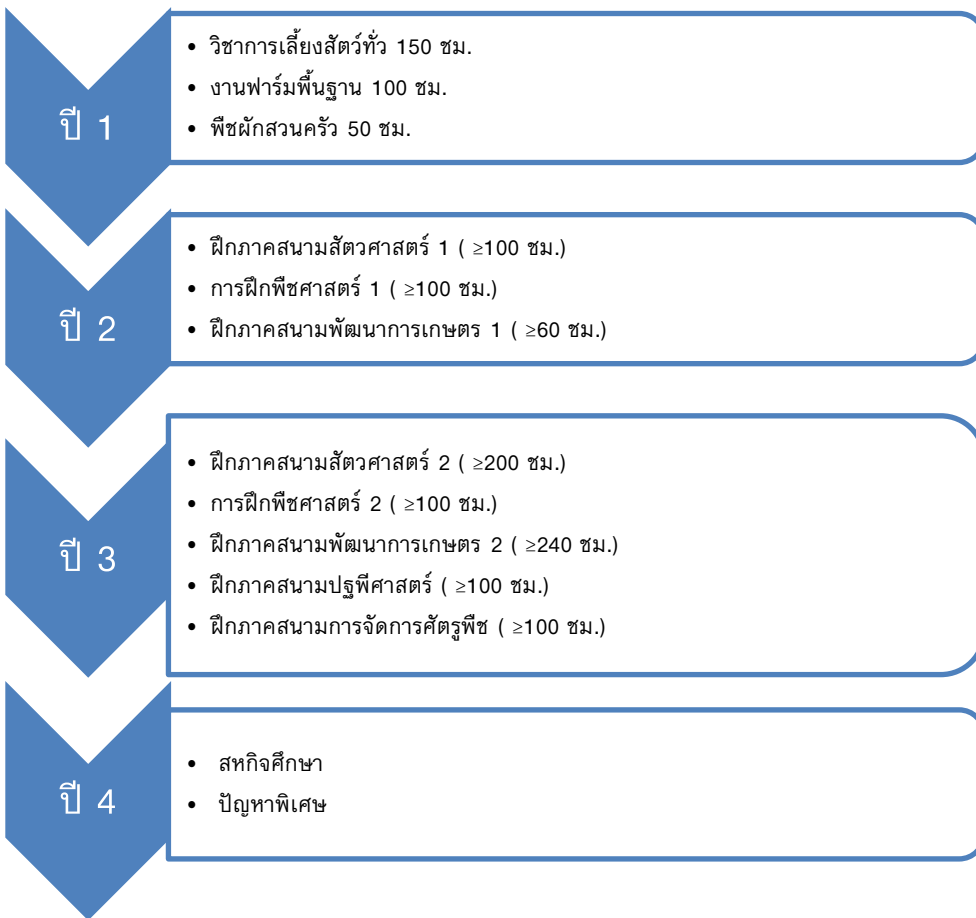 ปี 1
• วิชาการเลี้ยงสัตว์ทั่ว 150 ชม.
• งานฟาร์มพื้นฐาน 100 ชม.
• พืชผักสวนครัว 50 ชม.
ปี 2
• ฝึกภาคสนามสัตวศาสตร์ 1 ( ≥100 ชม.)
• การฝึกพืชศาสตร์ 1 ( ≥100 ชม.)
• ฝึกภาคสนามพัฒนาการเกษตร 1 ( ≥60 ชม.)
ปี 3
• ฝึกภาคสนามสัตวศาสตร์ 2 ( ≥200 ชม.)
• การฝึกพืชศาสตร์ 2 ( ≥100 ชม.)
• ฝึกภาคสนามพัฒนาการเกษตร 2 ( ≥240 ชม.)
• ฝึกภาคสนามปฐพีศาสตร์ ( ≥100 ชม.)
• ฝึกภาคสนามการจัดการศัตรูพืช ( ≥100 ชม.)
ปี 4
• สหกิจศึกษา
• ปัญหาพิเศษ